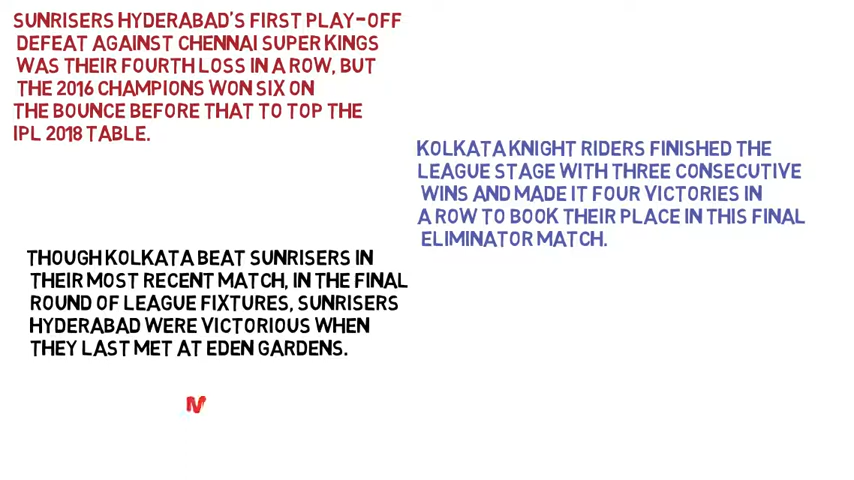 SUNRISERS HYDERABAD'S FIRST PLAY-OFF
DEFEAT AGAINST CHENNAI SUPER KINGS
WAS THEIR FOURTH LOSS IN A ROW, BUT
THE 2016 CHAMPIONS WON SIX ON
THE BOUNCE BEFORE THAT TO TOP THE
IPL 2018 TABLE.
KOLKATA KNIGHT RIDERS FINISHED THE
LEAGUE STAGE WITH THREE CONSECUTIVE
WINS AND MADE IT FOUR VICTORIES IN
A ROW TO BOOK THEIR PLACE IN THIS FINAL
ELIMINATOR MATCH.
THOUGH KOLKATA BEAT SUNRISERS IN
THEIR MOST RECENT MATCH, IN THE FINAL
ROUND OF LEAGUE FIXTURES, SUNRISERS
HYDERABAD WERE VICTORIOUS WHEN
THEY LAST MET AT EDEN GARDENS.